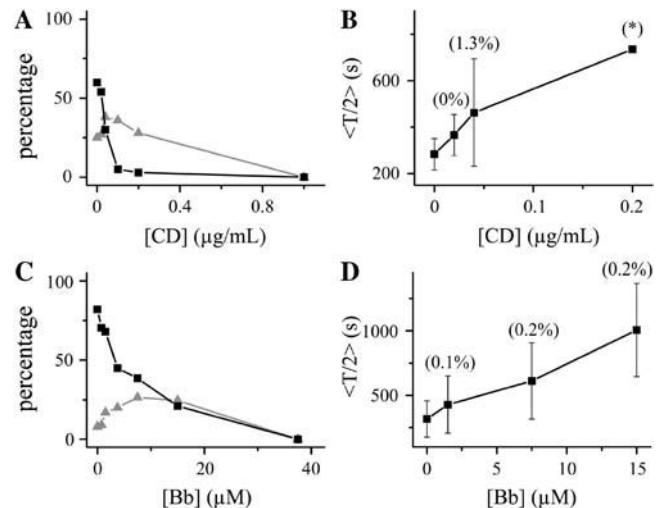 A
percentage
100
50
0
0
0.4
0.8
[CD] (µg/mL)
B
<T/2> (s)
600
200
0
0.1
0.2
(0%)
(1.3%)
(*)
[CD] (µg/mL)
C
percentage
100
50
0
0
20
40
[Bb] (µM)
D
<T/2> (s)
1000
500
0
5
10
15
(0.1%)
(0.2%)
(0.2%)
[Bb] (µM)